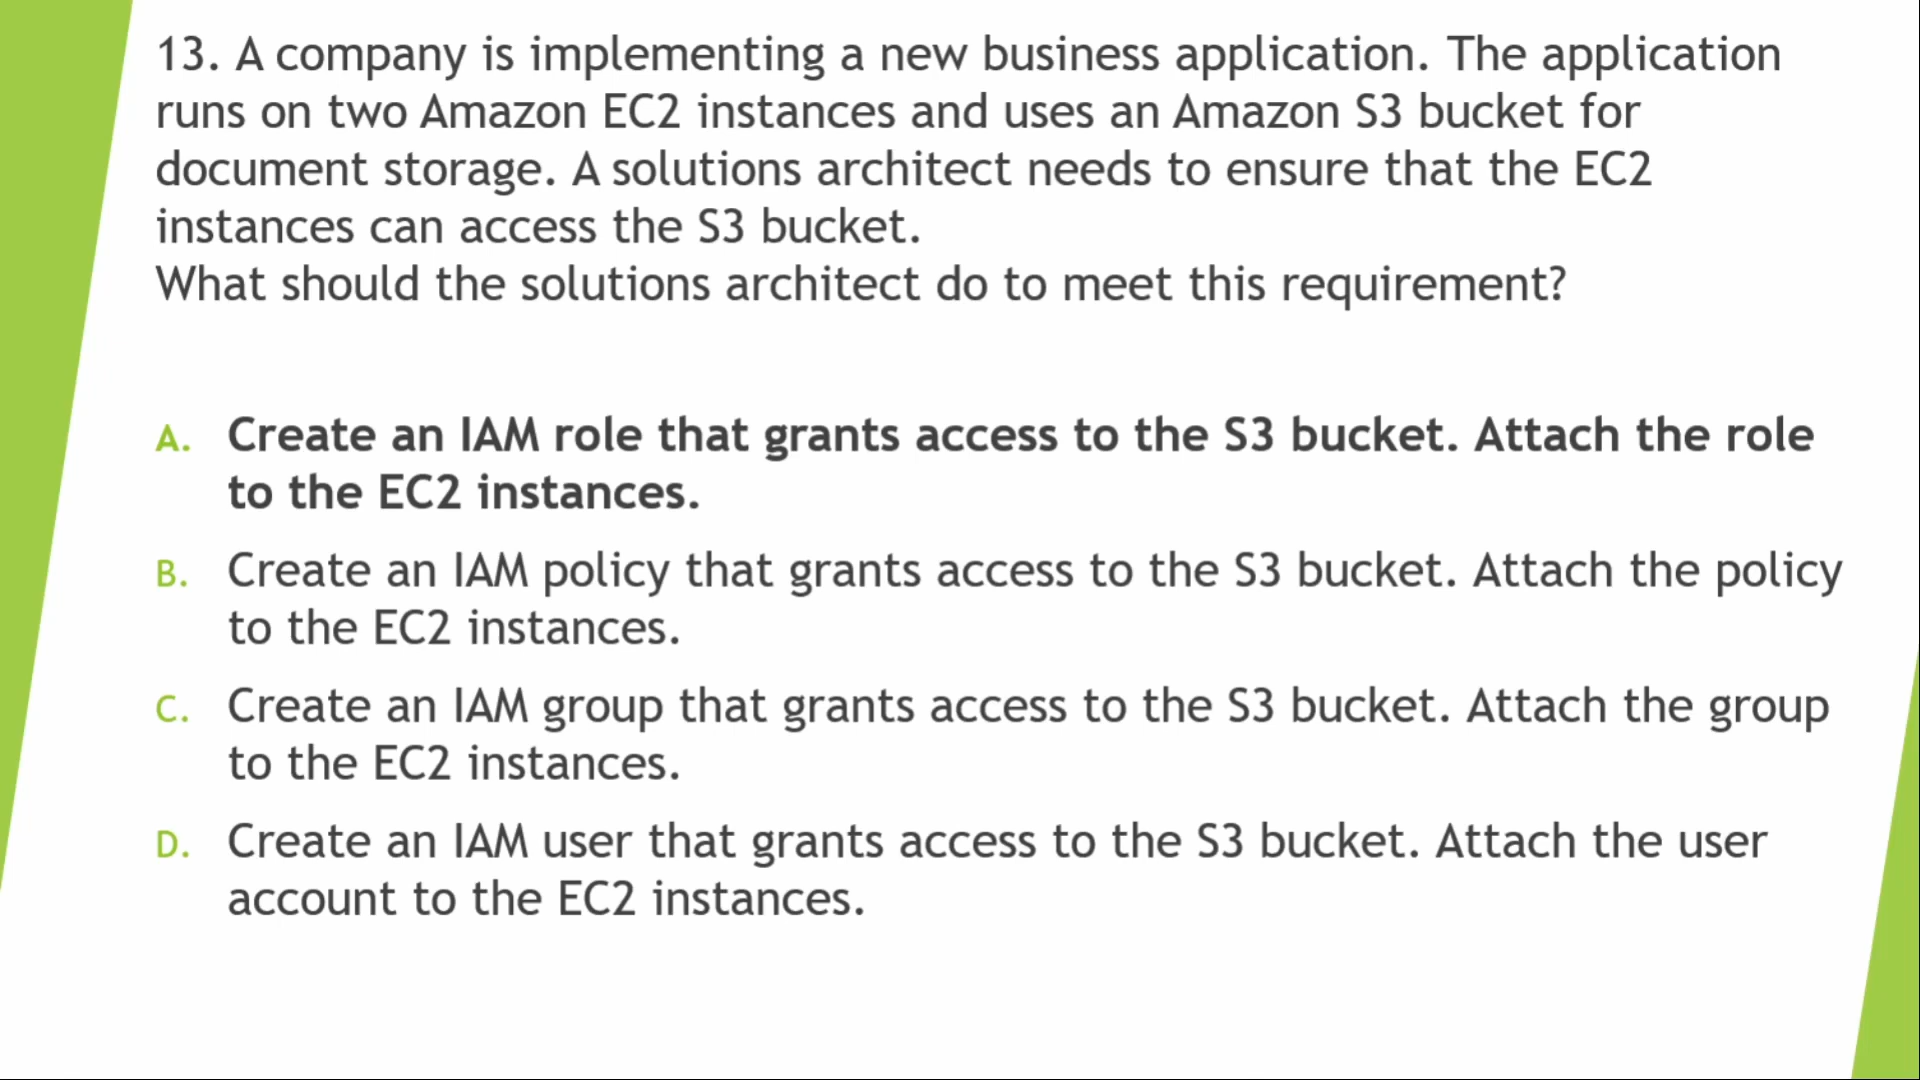 13. A company is implementing a new business application. The application
runs on two Amazon EC2 instances and uses an Amazon S3 bucket for
document storage. A solutions architect needs to ensure that the EC2
instances can access the S3 bucket.
What should the solutions architect do to meet this requirement?
A. Create an IAM role that grants access to the S3 bucket. Attach the role
to the EC2 instances.
B. Create an IAM policy that grants access to the S3 bucket. Attach the policy
to the EC2 instances.
C. Create an IAM group that grants access to the S3 bucket. Attach the group
to the EC2 instances.
D. Create an IAM user that grants access to the S3 bucket. Attach the user
account to the EC2 instances.